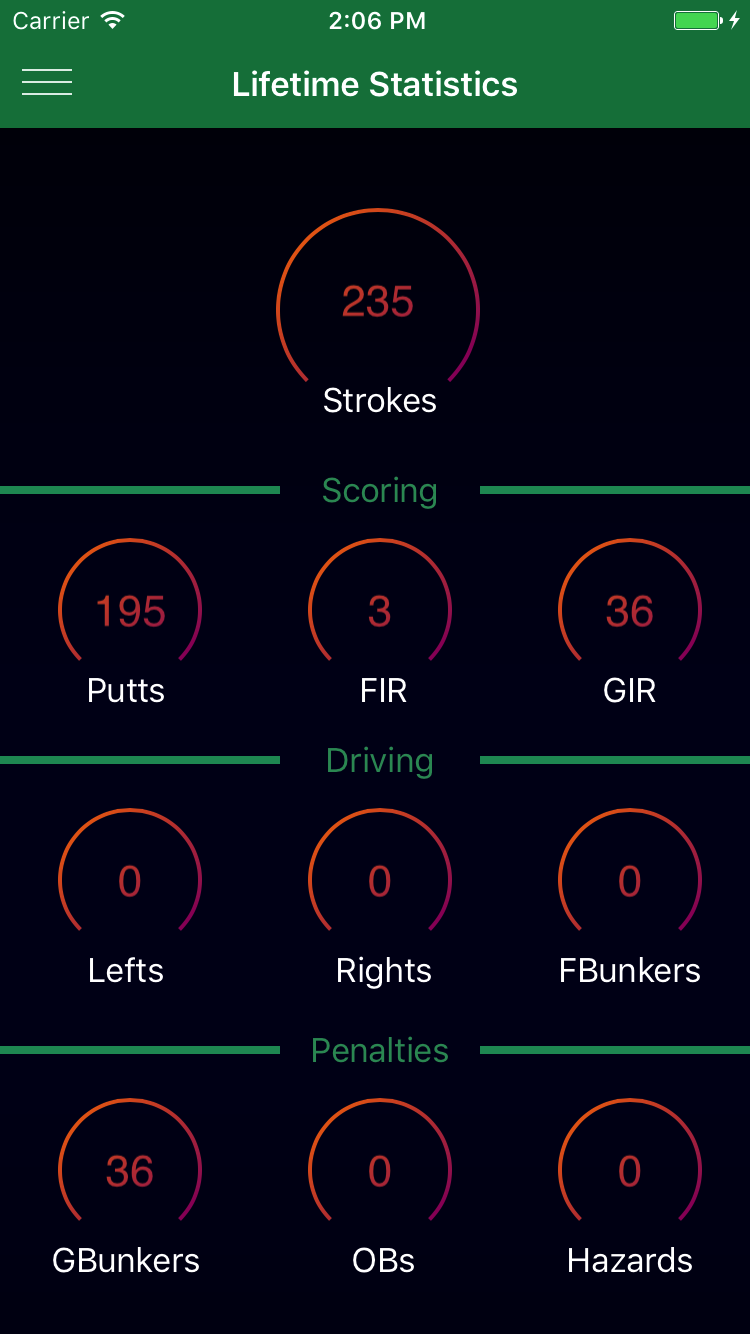 Carrier 2:06 PM
Lifetime Statistics
235
Strokes
Scoring
195 3 36
Putts FIR GIR
Driving
0 0 0
Lefts Rights FBunkers
Penalties
36 0 0
GBunkers OBs Hazards